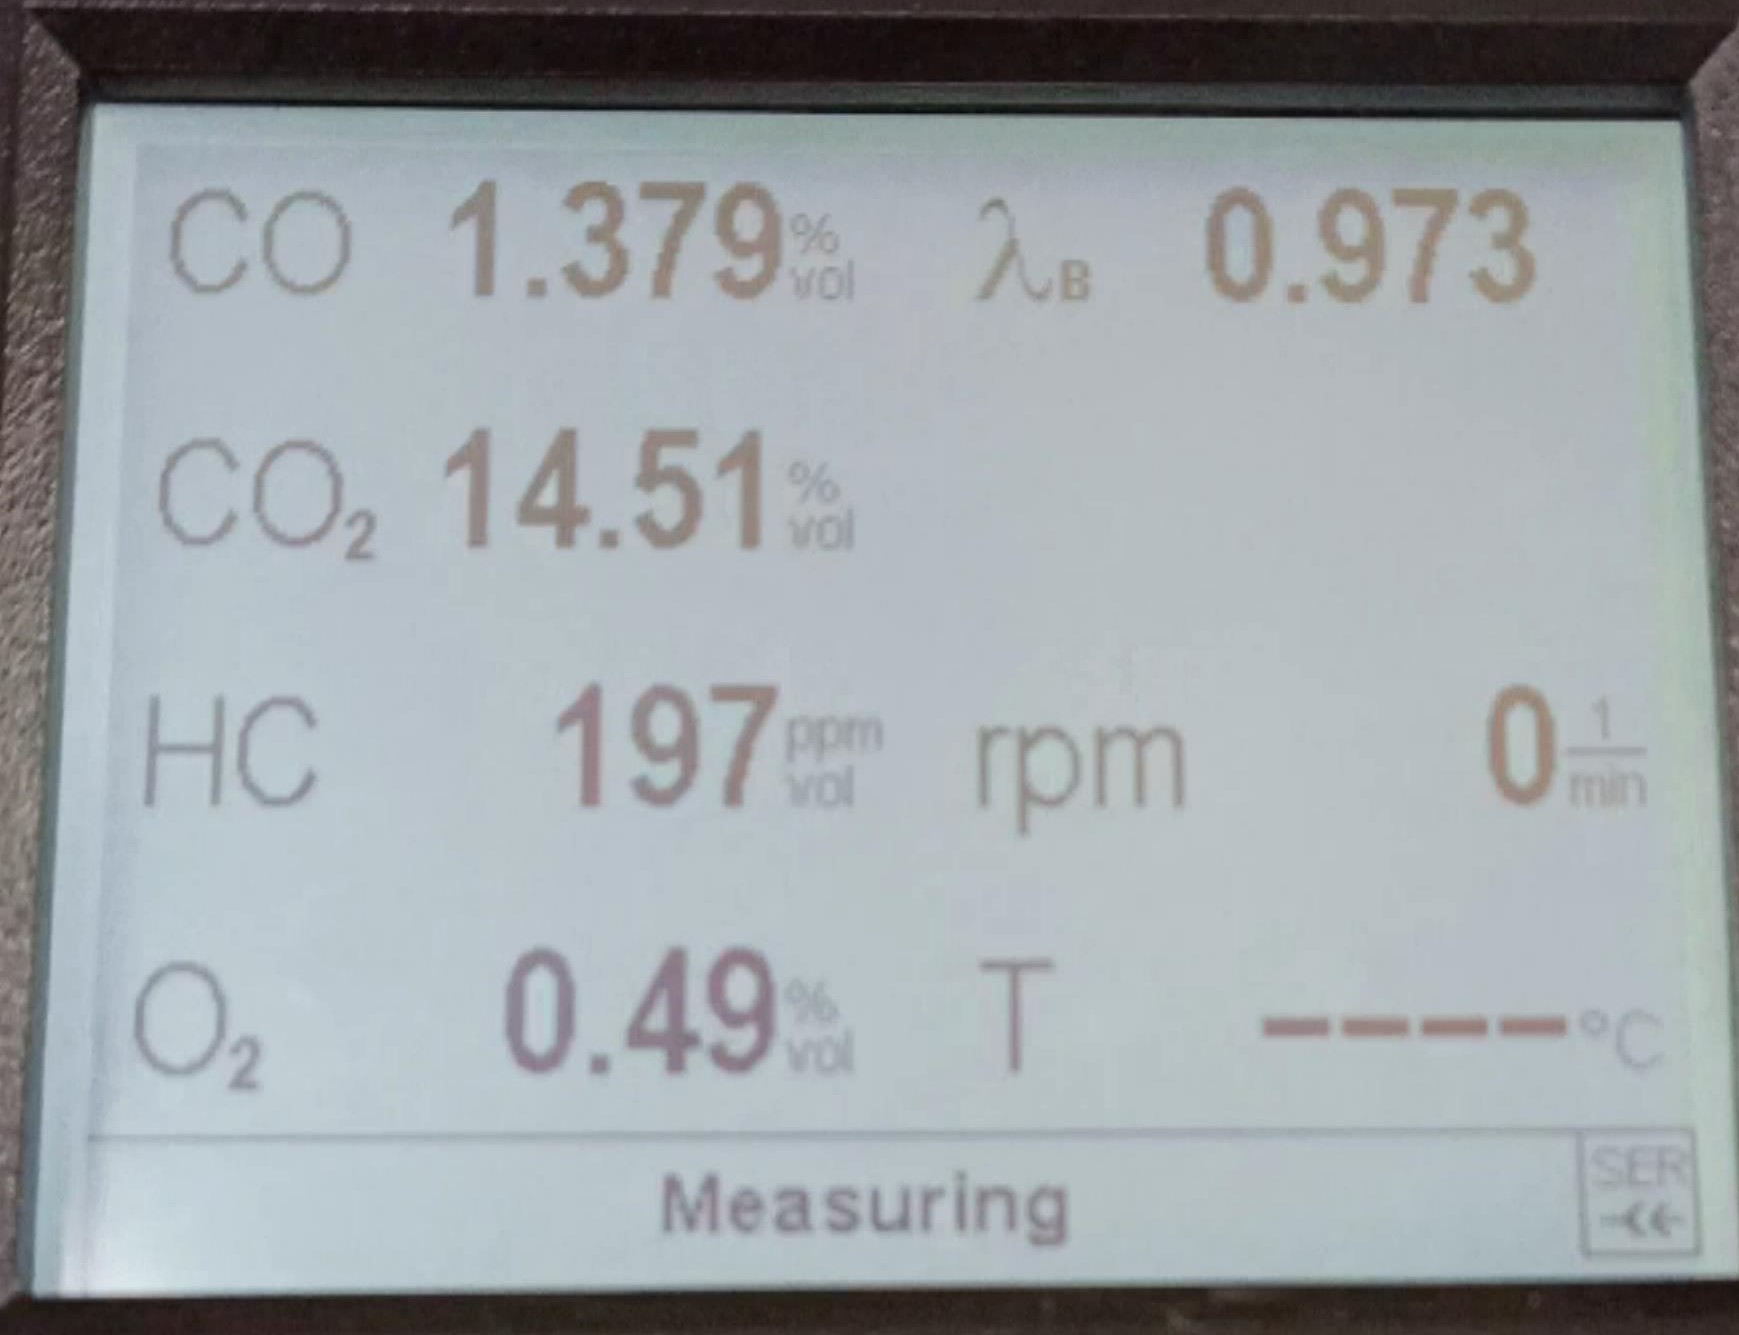 CO 1.379 % vol λB 0.973
CO2 14.51 % vol
HC 197 ppm vol rpm 0 1/min
O2 0.49 % vol T ---- °C
Measuring SER